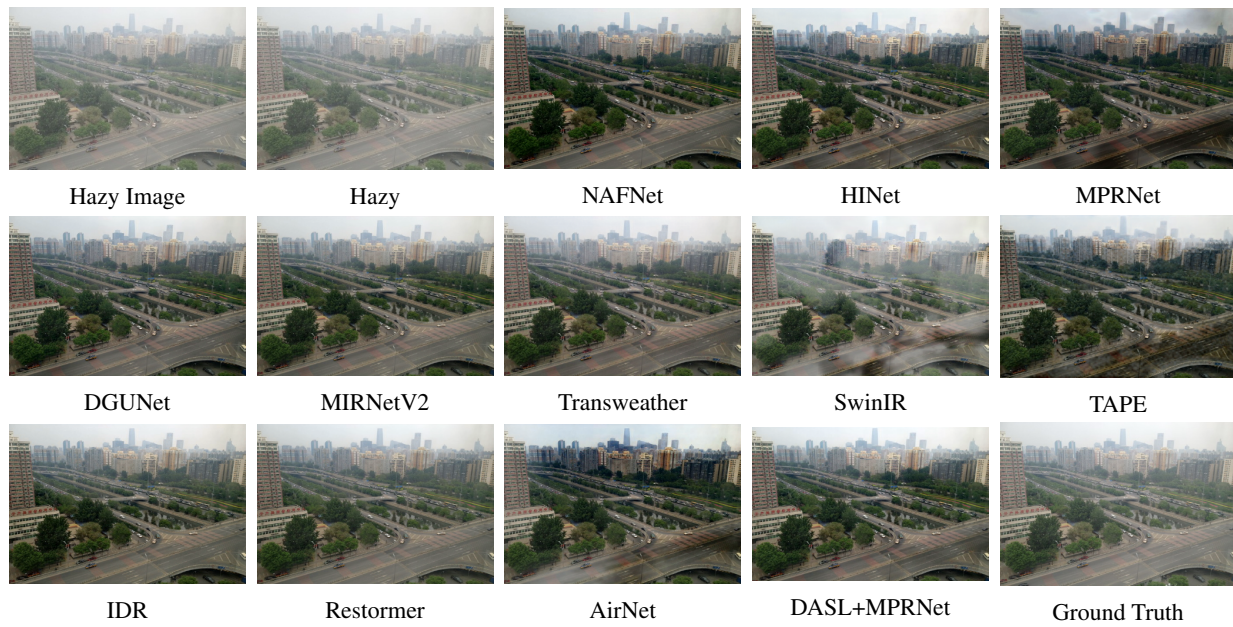 Hazy Image
Hazy
NAFNet
HINet
MPRNet
DGUNet
MIRNetV2
Transweather
SwinIR
TAPE
IDR
Restormer
AirNet
DASL+MPRNet
Ground Truth